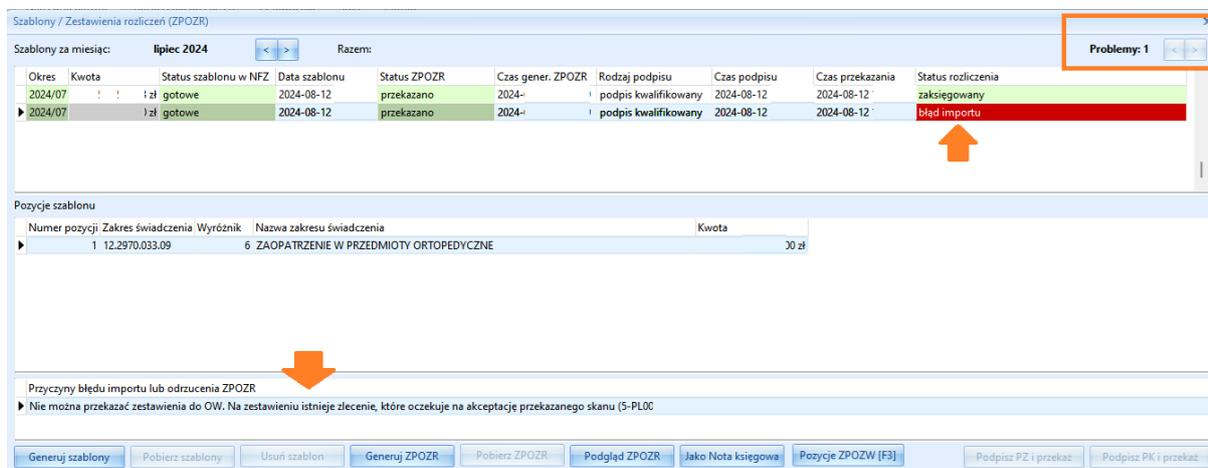 Szablony / Zestawienia rozliczeń (ZPOZR)
Szablony za miesiąc: lipiec 2024 < > Razem: Problemy: 1 < >
Okres Kwota Status szablonu w NFZ Data szablonu Status ZPOZR Czas gener. ZPOZR Rodzaj podpisu Czas podpisu Czas przekazania Status rozliczenia
2024/07 zł gotowe 2024-08-12 przekazano 2024- podpis kwalifikowany 2024-08-12 2024-08-12 zaksięgowany
2024/07 zł gotowe 2024-08-12 przekazano 2024- podpis kwalifikowany 2024-08-12 2024-08-12 błąd importu
Pozycje szablonu
Numer pozycji Zakres świadczenia Wyróżnik Nazwa zakresu świadczenia Kwota
1 12.2970.033.09 6 ZAOPATRZENIE W PRZEDMIOTY ORTOPEDYCZNE zł
Przyczyny błędu importu lub odrzucenia ZPOZR
Nie można przekazać zestawienia do OW. Na zestawieniu istnieje zlecenie, które oczekuje na akceptację przekazanego skanu (5-PL00
Generuj szablony Pobierz szablony Usuń szablon Generuj ZPOZR Pobierz ZPOZR Podgląd ZPOZR Jako Nota księgowa Pozycje ZPOZW [F3] Podpisz PZ i przekaż Podpisz PK i przekaż